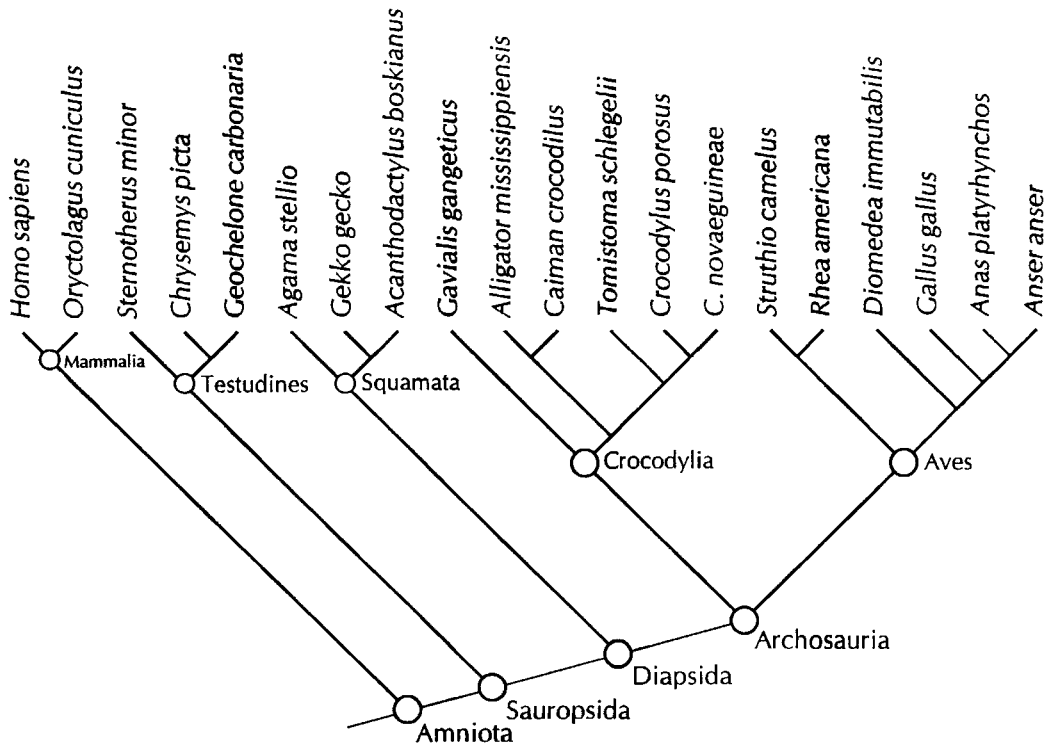 Homo sapiens
Oryctolagus cuniculus
Sternotherus minor
Chrysemys picta
Geochelone carbonaria
Agama stellio
Gekko gecko
Acanthodactylus boskianus
Gavialis gangeticus
Alligator mississippiensis
Caiman crocodilus
Tomistoma schlegelii
Crocodylus porosus
C. novaeguineae
Struthio camelus
Rhea americana
Diomedea immutabilis
Gallus gallus
Anas platyrhynchos
Anser anser
Mammalia
Testudines
Squamata
Crocodylia
Aves
Archosauria
Diapsida
Sauropsida
Amniota